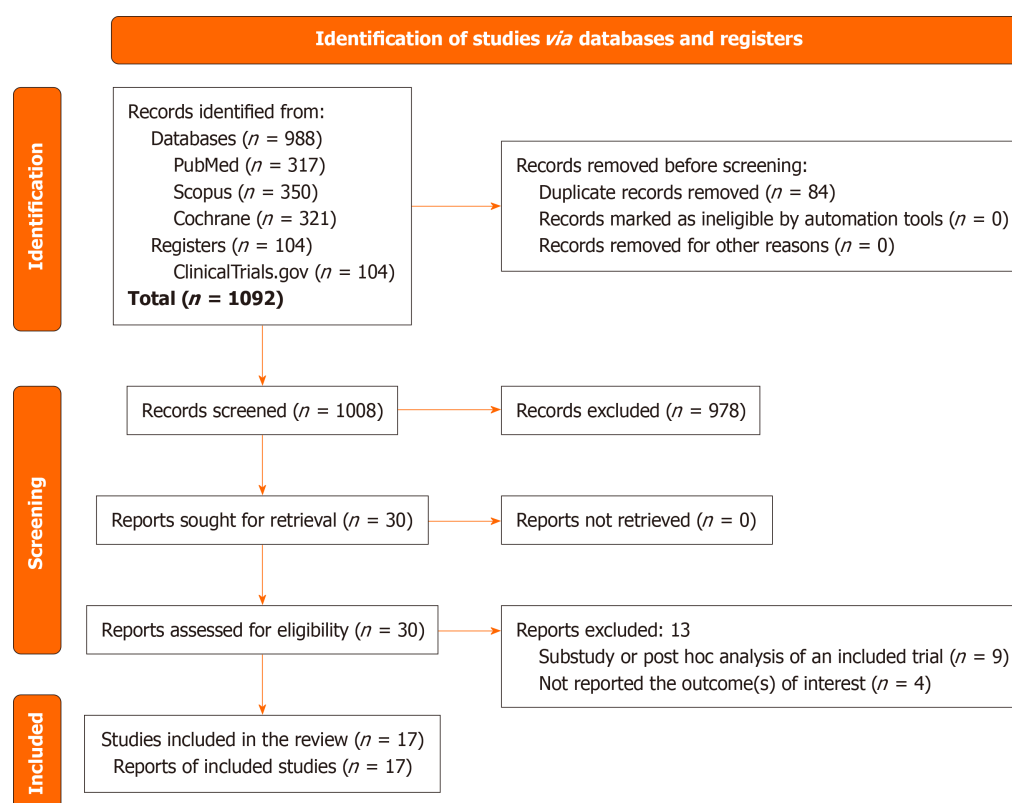 Identification of studies via databases and registers
Identification
Records identified from:
Databases (n = 988)
PubMed (n = 317)
Scopus (n = 350)
Cochrane (n = 321)
Registers (n = 104)
ClinicalTrials.gov (n = 104)
Total (n = 1092)
Records removed before screening:
Duplicate records removed (n = 84)
Records marked as ineligible by automation tools (n = 0)
Records removed for other reasons (n = 0)
Screening
Records screened (n = 1008)
Records excluded (n = 978)
Reports sought for retrieval (n = 30)
Reports not retrieved (n = 0)
Reports assessed for eligibility (n = 30)
Reports excluded: 13
Substudy or post hoc analysis of an included trial (n = 9)
Not reported the outcome(s) of interest (n = 4)
Included
Studies included in the review (n = 17)
Reports of included studies (n = 17)